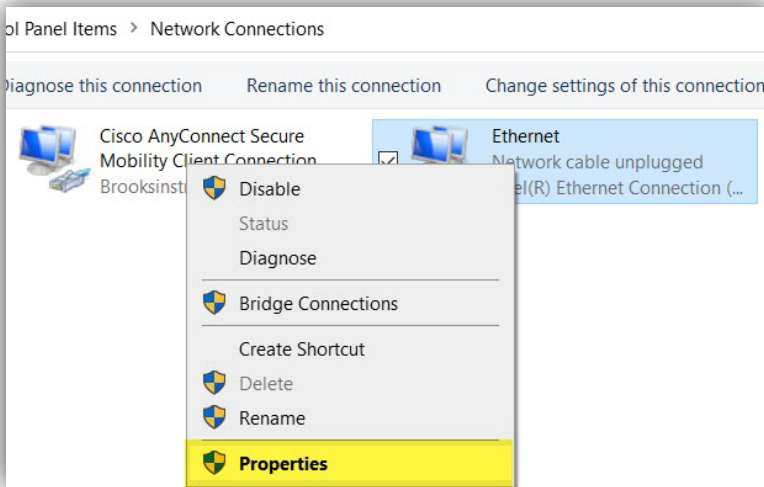 ol Panel Items > Network Connections
Diagnose this connection Rename this connection Change settings of this connection
Cisco AnyConnect Secure
Mobility Client Connection
Brooksinst
Ethernet
Network cable unplugged
el(R) Ethernet Connection (...
Disable
Status
Diagnose
Bridge Connections
Create Shortcut
Delete
Rename
Properties